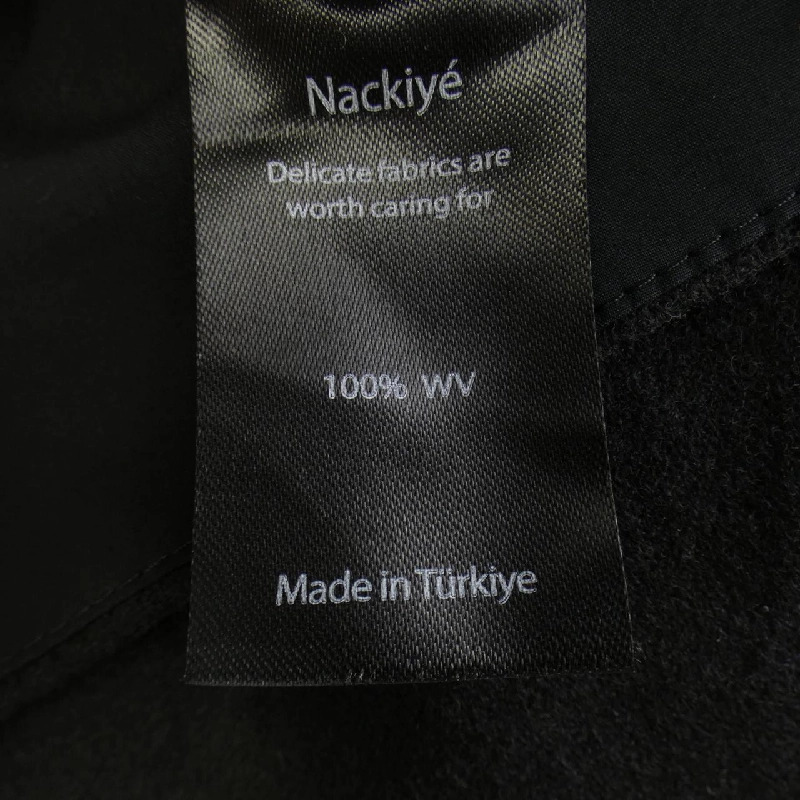 Nackiyé
Delicate fabrics are
worth caring for
100% WV
Made in Türkiye